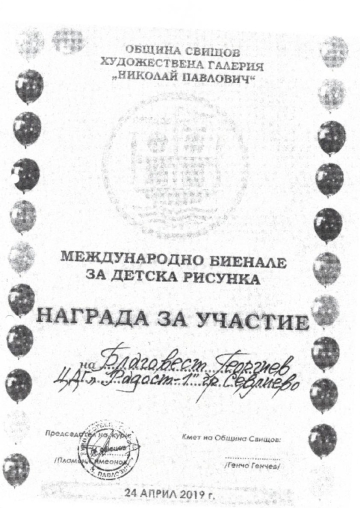 ОБЩИНА СВИЩОВ
ХУДОЖЕСТВЕНА ГАЛЕРИЯ
„НИКОЛАЙ ПАВЛОВИЧ“
МЕЖДУНАРОДНО БИЕНАЛЕ
ЗА ДЕТСКА РИСУНКА
НАГРАДА ЗА УЧАСТИЕ
на Благовест Георгиев
ЦДГ „Радост-1" гр. Севлиево
Председател на
Кмет на Община Свищов:
/Генчо Генчев/
24 АПРИЛ 2019 г.